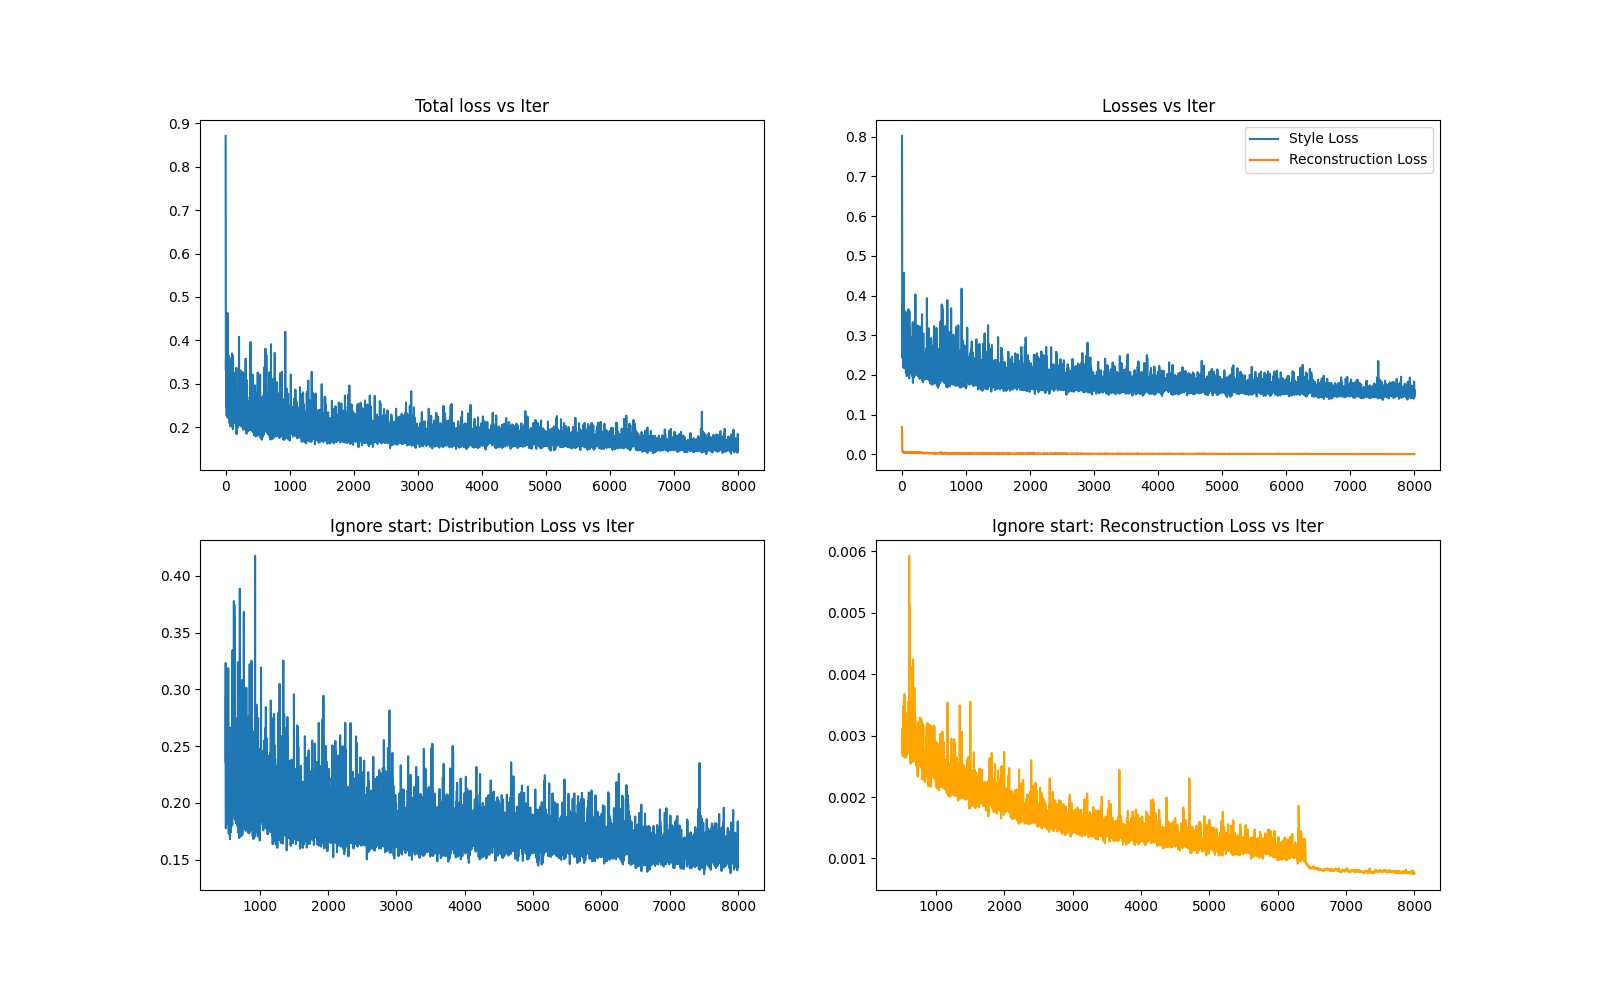 Total loss vs Iter
0.9
0.8
0.7
0.6
0.5
0.4
0.3
0.2
0 1000 2000 3000 4000 5000 6000 7000 8000
Losses vs Iter
Style Loss
Reconstruction Loss
0.8
0.7
0.6
0.5
0.4
0.3
0.2
0.1
0.0
0 1000 2000 3000 4000 5000 6000 7000 8000
Ignore start: Distribution Loss vs Iter
0.40
0.35
0.30
0.25
0.20
0.15
1000 2000 3000 4000 5000 6000 7000 8000
Ignore start: Reconstruction Loss vs Iter
0.006
0.005
0.004
0.003
0.002
0.001
1000 2000 3000 4000 5000 6000 7000 8000